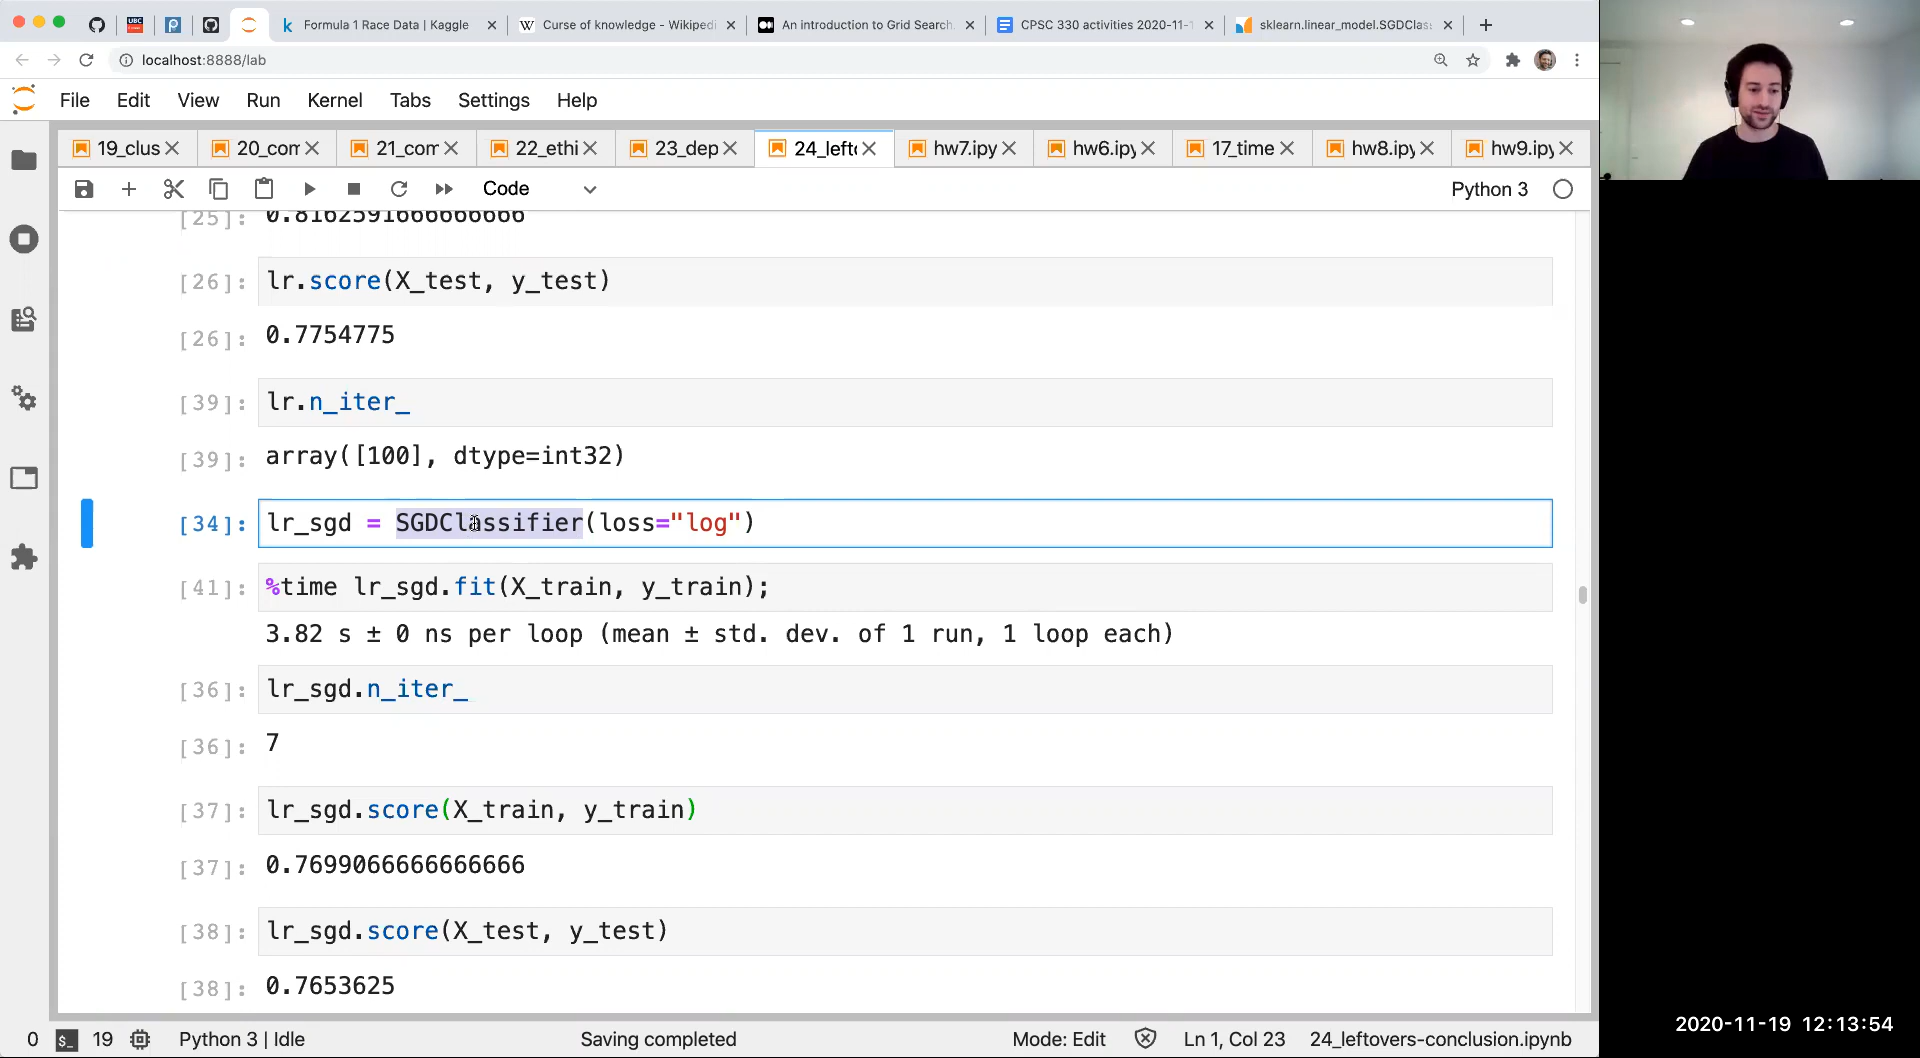 Formula 1 Race Data | Kaggle
Curse of knowledge - Wikipedi
An introduction to Grid Search
CPSC 330 activities 2020-11-1
sklearn.linear_model.SGDClas
localhost:8888/lab
File Edit View Run Kernel Tabs Settings Help
19_clus 20_com 21_com 22_ethi 23_dep 24_lefto hw7.ipy hw6.ipy 17_time hw8.ipy hw9.ipy
Code Python 3
[25]: 0.8162591666666666
[26]: lr.score(X_test, y_test)
[26]: 0.7754775
[39]: lr.n_iter_
[39]: array([100], dtype=int32)
[34]: lr_sgd = SGDClassifier(loss="log")
[41]: %time lr_sgd.fit(X_train, y_train);
3.82 s ± 0 ns per loop (mean ± std. dev. of 1 run, 1 loop each)
[36]: lr_sgd.n_iter_
[36]: 7
[37]: lr_sgd.score(X_train, y_train)
[37]: 0.7699066666666666
[38]: lr_sgd.score(X_test, y_test)
[38]: 0.7653625
0 $_ 19 Python 3 | Idle Saving completed Mode: Edit Ln 1, Col 23 24_leftovers-conclusion.ipynb
2020-11-19 12:13:54